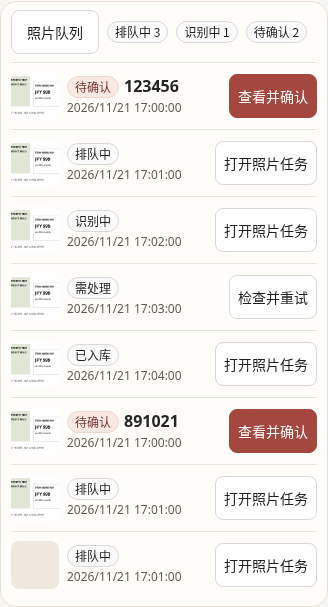 照片队列 排队中 3 识别中 1 待确认 2
待确认 123456
2026/11/21 17:00:00
查看并确认
排队中
2026/11/21 17:01:00
打开照片任务
识别中
2026/11/21 17:02:00
打开照片任务
需处理
2026/11/21 17:03:00
检查并重试
已入库
2026/11/21 17:04:00
打开照片任务
待确认 891021
2026/11/21 17:00:00
查看并确认
排队中
2026/11/21 17:01:00
打开照片任务
排队中
2026/11/21 17:01:00
打开照片任务